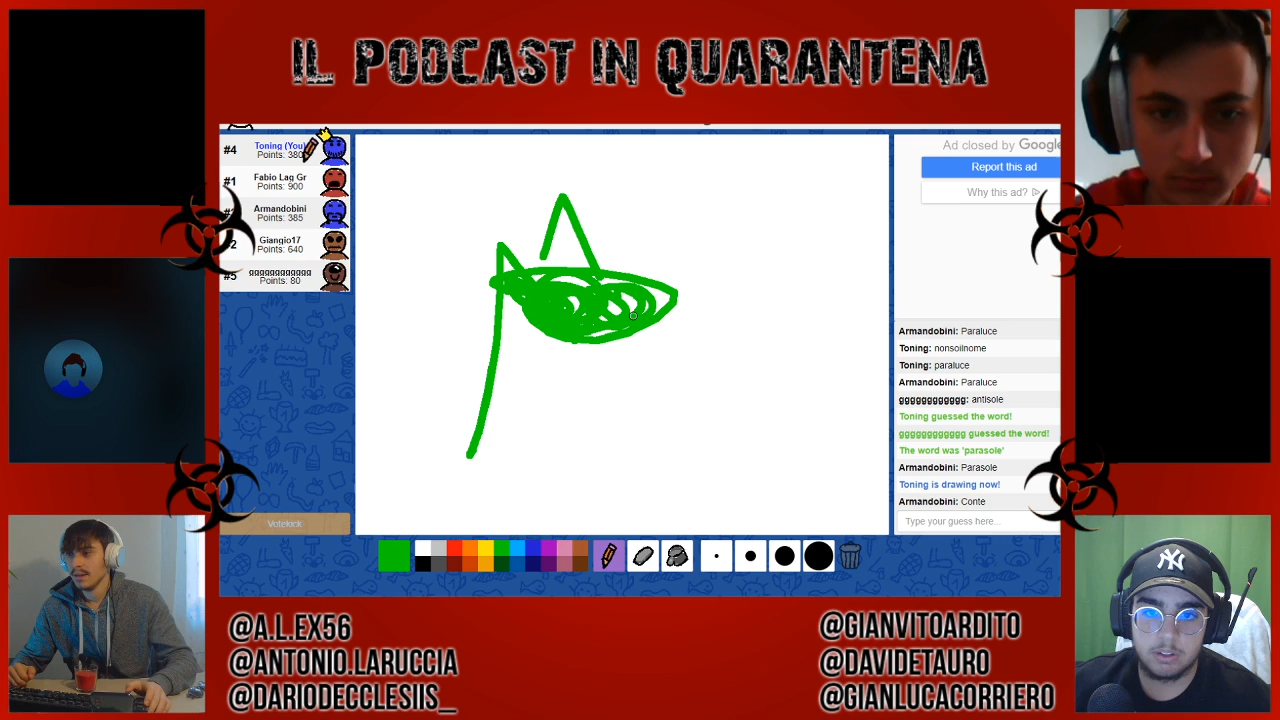 IL PODCAST IN QUARANTENA
#4
Toning (You)
Points: 380
#1
Fabio Lag Gr
Points: 900
Armandobini
Points: 385
Giangio17
Points: 640
#5
gggggggggggg
Points: 80
Votekick
Ad closed by Google
Report this ad
Why this ad?
Armandobini: Paraluce
Toning: nonsoilnome
Toning: paraluce
Armandobini: Paraluce
gggggggggggg: antisole
Toning guessed the word!
gggggggggggg guessed the word!
The word was 'parasole'
Armandobini: Parasole
Toning is drawing now!
Armandobini: Conte
Type your guess here...
NY
@A.L.EX56
@ANTONIO.LARUCCIA
@DARIODECCLESIIS_
@GIANVITOARDITO
@DAVIDETAURO
@GIANLUCACORRIERO